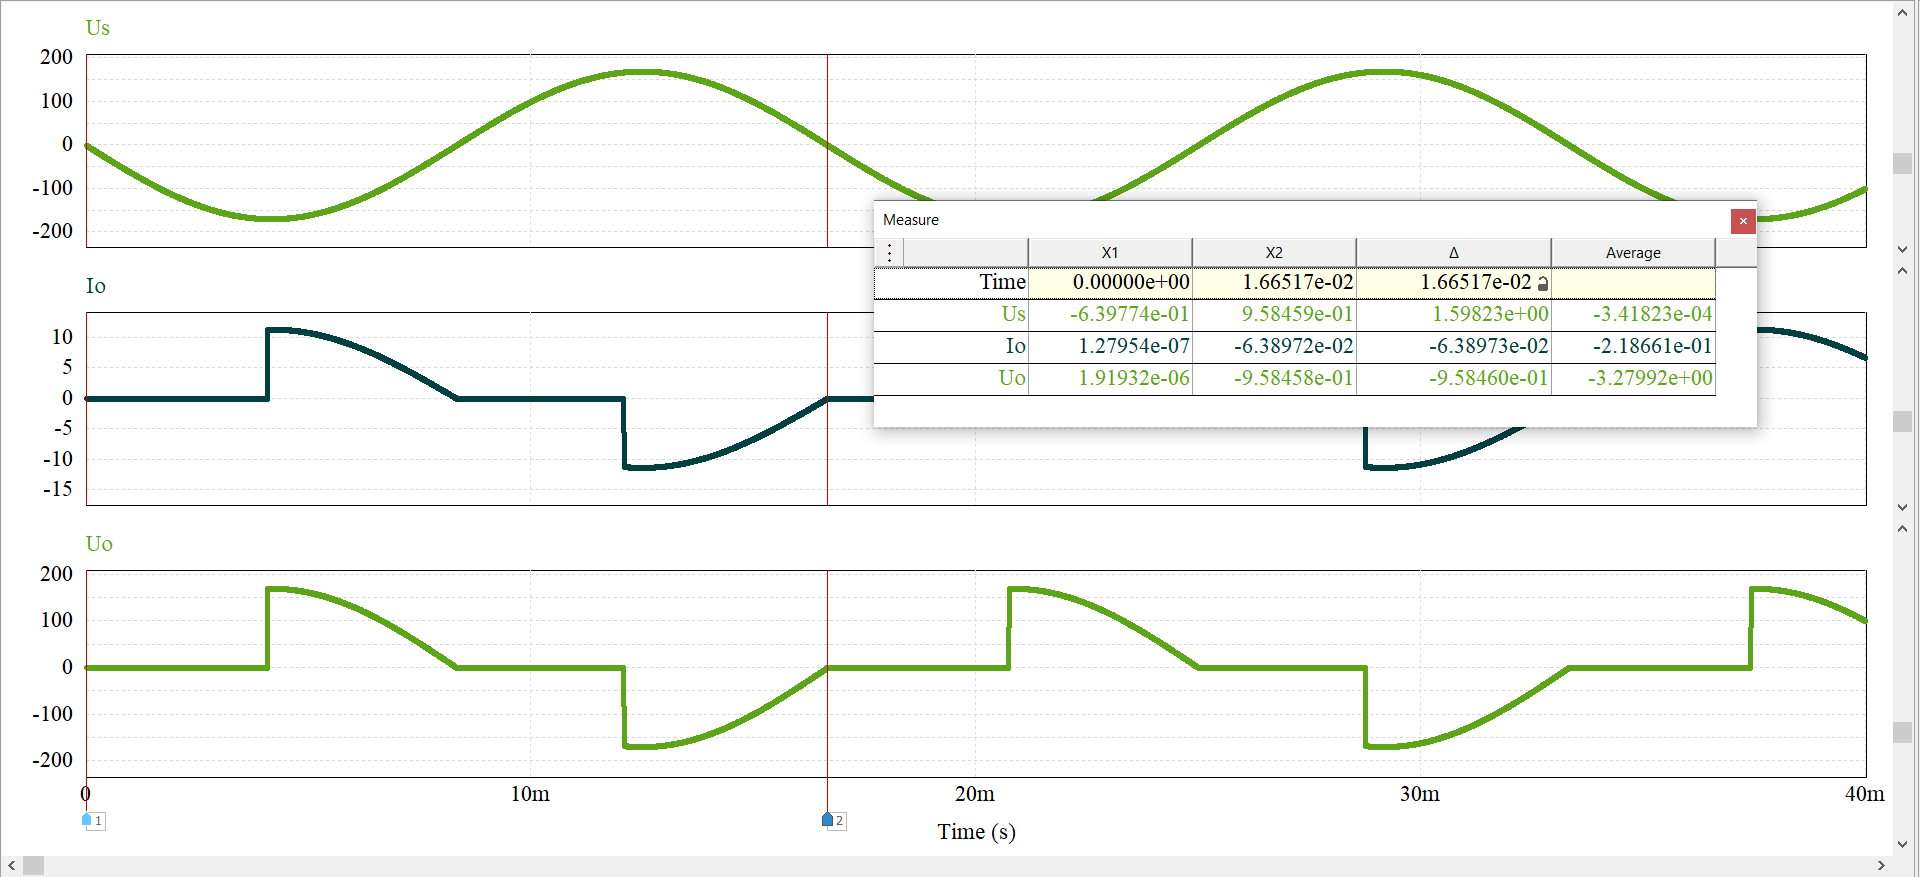 Us
200
100
0
-100
-200
Measure
X1 X2 Δ Average
Time 0.00000e+00 1.66517e-02 1.66517e-02
Us -6.39774e-01 9.58459e-01 1.59823e+00 -3.41823e-04
Io 1.27954e-07 -6.38972e-02 -6.38973e-02 -2.18661e-01
Uo 1.91932e-06 -9.58458e-01 -9.58460e-01 -3.27992e+00
Io
10
5
0
-5
-10
-15
Uo
200
100
0
-100
-200
0 10m 20m 30m 40m
1 2
Time (s)